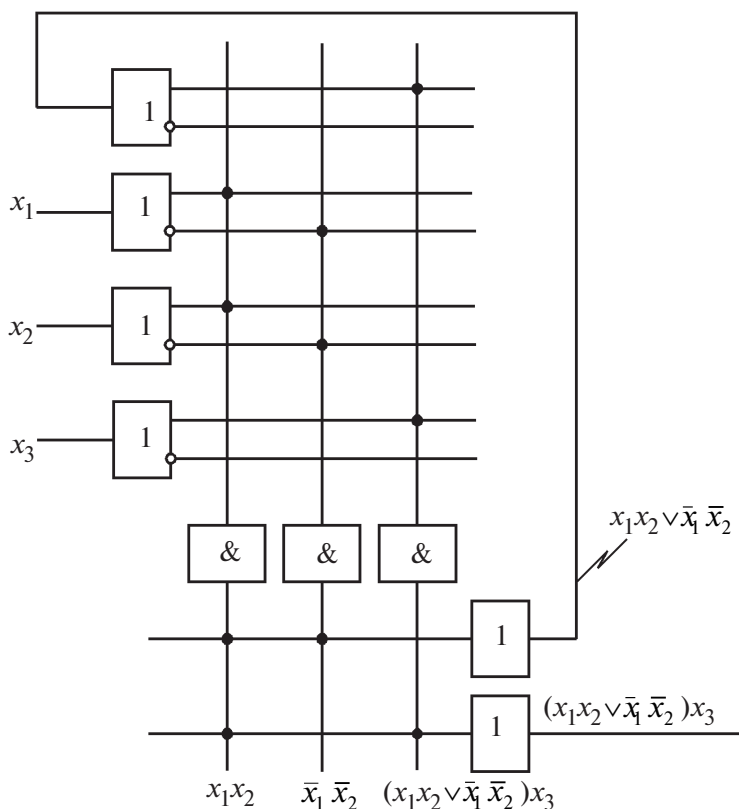 1
x₁ 1
x₂ 1
x₃ 1
x₁x₂ ∨ x̄₁ x̄₂
& & &
1
1 (x₁x₂ ∨ x̄₁ x̄₂)x₃
x₁x₂ x̄₁ x̄₂ (x₁x₂ ∨ x̄₁ x̄₂)x₃